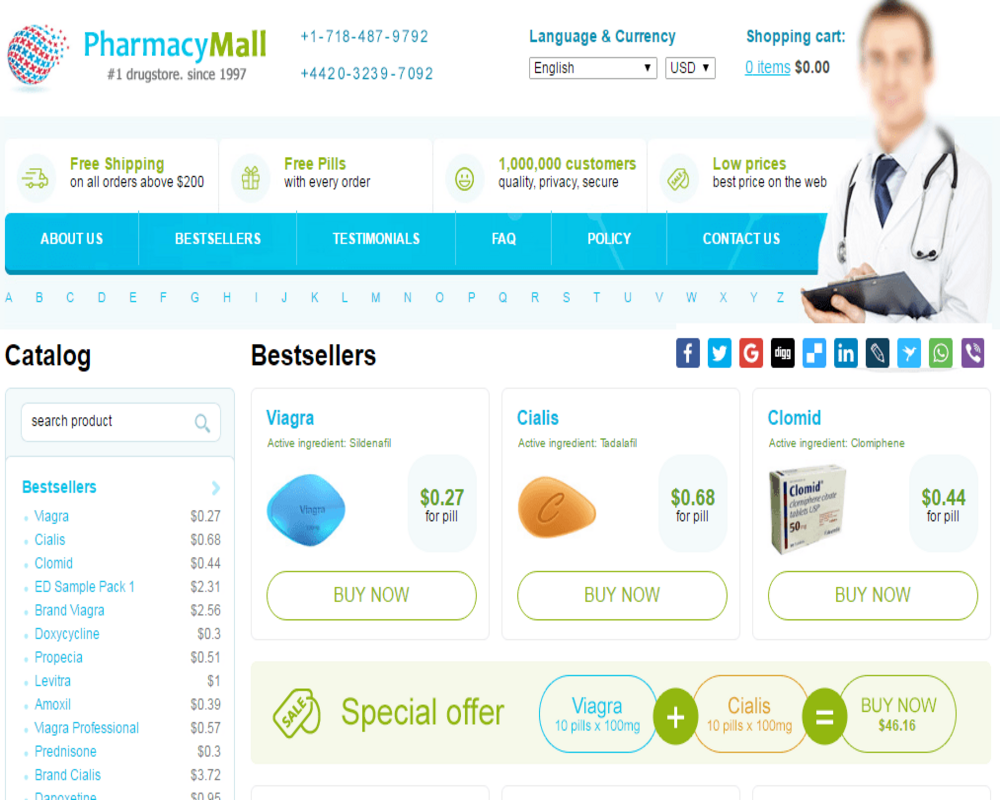 PharmacyMall
#1 drugstore. since 1997
+1-718-487-9792
+4420-3239-7092
Language & Currency
English
USD
Shopping cart:
0 items $0.00
Free Shipping
on all orders above $200
Free Pills
with every order
1,000,000 customers
quality, privacy, secure
SALE
Low prices
best price on the web
ABOUT US BESTSELLERS TESTIMONIALS FAQ POLICY CONTACT US
A B C D E F G H I J K L M N O P Q R S T U V W X Y Z
Catalog
search product
Bestsellers
Viagra $0.27
Cialis $0.68
Clomid $0.44
ED Sample Pack 1 $2.31
Brand Viagra $2.56
Doxycycline $0.3
Propecia $0.51
Levitra $1
Amoxil $0.39
Viagra Professional $0.57
Prednisone $0.3
Brand Cialis $3.72
Dapoxetine $0.95
Bestsellers
f G digg in
Viagra
Active ingredient: Sildenafil
Viagra
$0.27
for pill
BUY NOW
Cialis
Active ingredient: Tadalafil
C
$0.68
for pill
BUY NOW
Clomid
Active ingredient: Clomiphene
Clomid
clomiphene citrate
tablets USP
50mg
$0.44
for pill
BUY NOW
SALE
Special offer
Viagra
10 pills x 100mg
+
Cialis
10 pills x 100mg
=
BUY NOW
$46.16